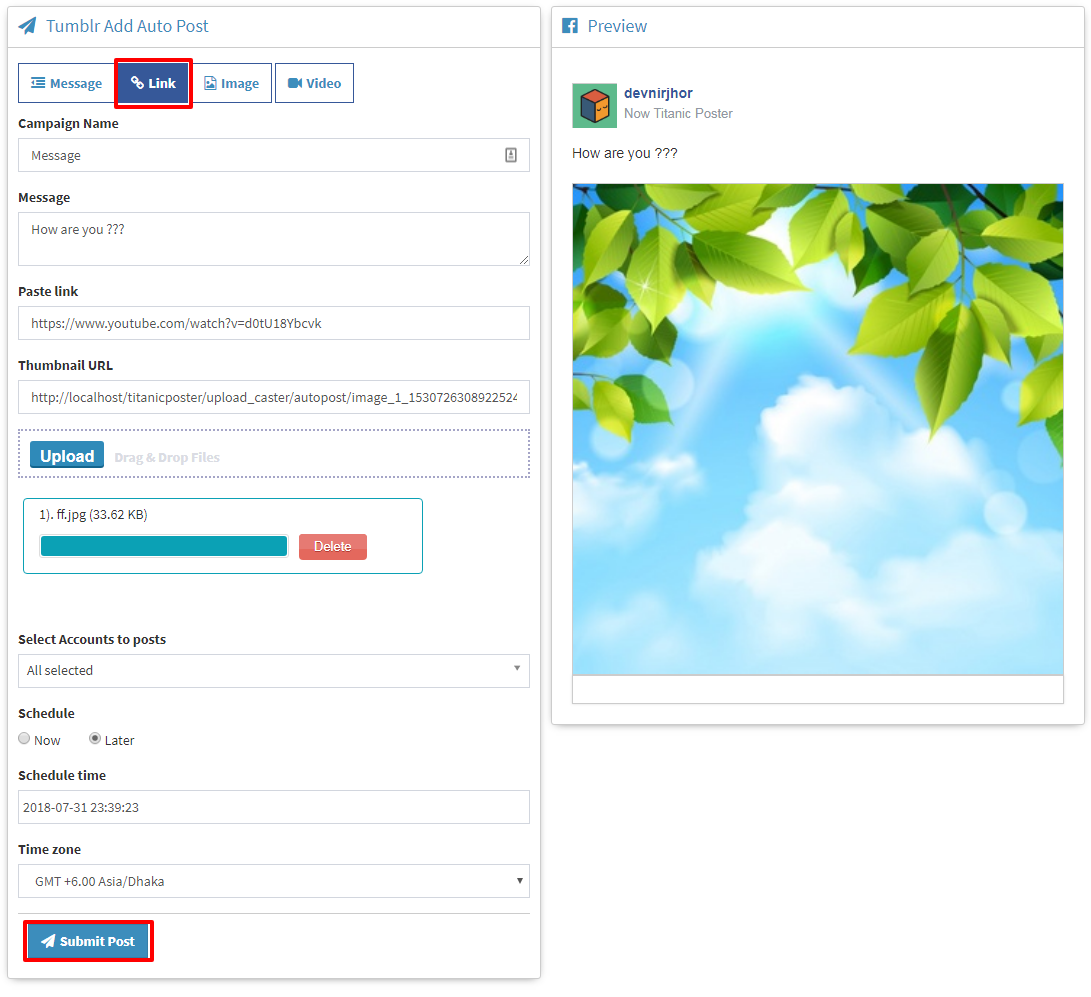 Tumblr Add Auto Post
Message
Link
Image
Video
Campaign Name
Message
Message
How are you ???
Paste link
https://www.youtube.com/watch?v=d0tU18Ybcvk
Thumbnail URL
http://localhost/titanicposter/upload_caster/autopost/image_1_1530726308922524
Upload
Drag & Drop Files
1). ff.jpg (33.62 KB)
Delete
Select Accounts to posts
All selected
Schedule
Now
Later
Schedule time
2018-07-31 23:39:23
Time zone
GMT +6.00 Asia/Dhaka
Submit Post
Preview
devnirjhor
Now Titanic Poster
How are you ???